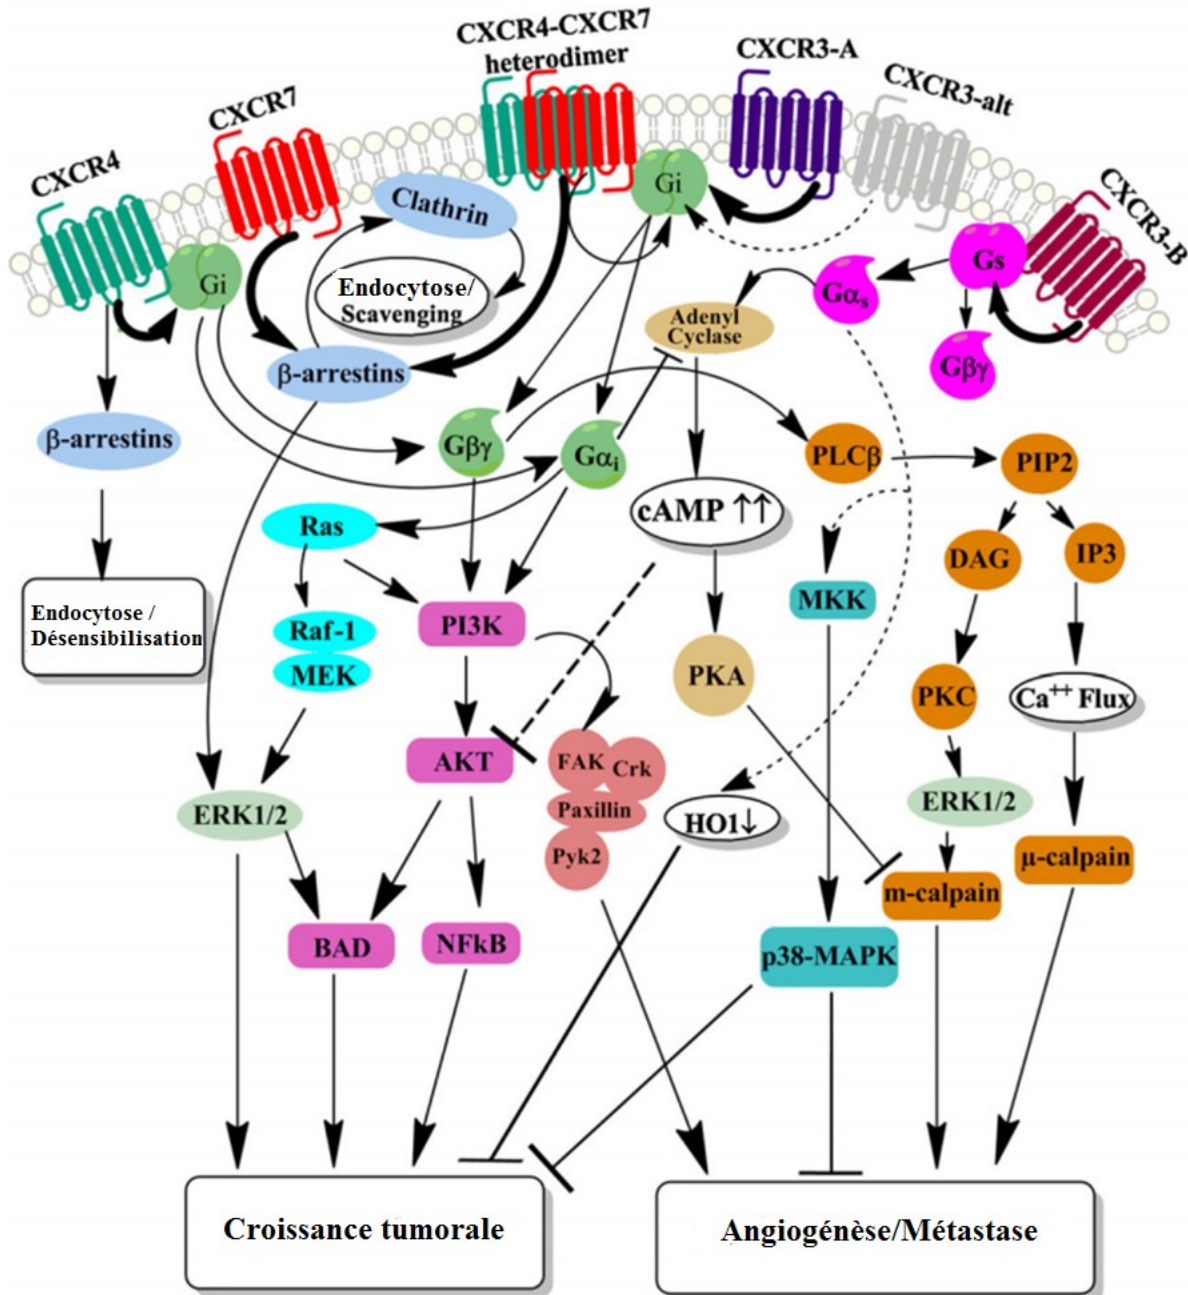 CXCR4-CXCR7
heterodimer
CXCR3-A
CXCR3-alt
CXCR7
CXCR4
CXCR3-B
Clathrin
Gi
Gi
Gs
Gαs
Endocytose/
Scavenging
Adenyl
Cyclase
Gβγ
β-arrestins
β-arrestins
Gβγ
Gαi
PLCβ
PIP2
cAMP ↑↑
Ras
DAG
IP3
Endocytose /
Désensibilisation
Raf-1
MEK
PI3K
MKK
PKA
PKC
Ca++ Flux
AKT
FAK
Crk
Paxillin
Pyk2
ERK1/2
HO1↓
ERK1/2
µ-calpain
m-calpain
BAD
NFkB
p38-MAPK
Croissance tumorale
Angiogénèse/Métastase